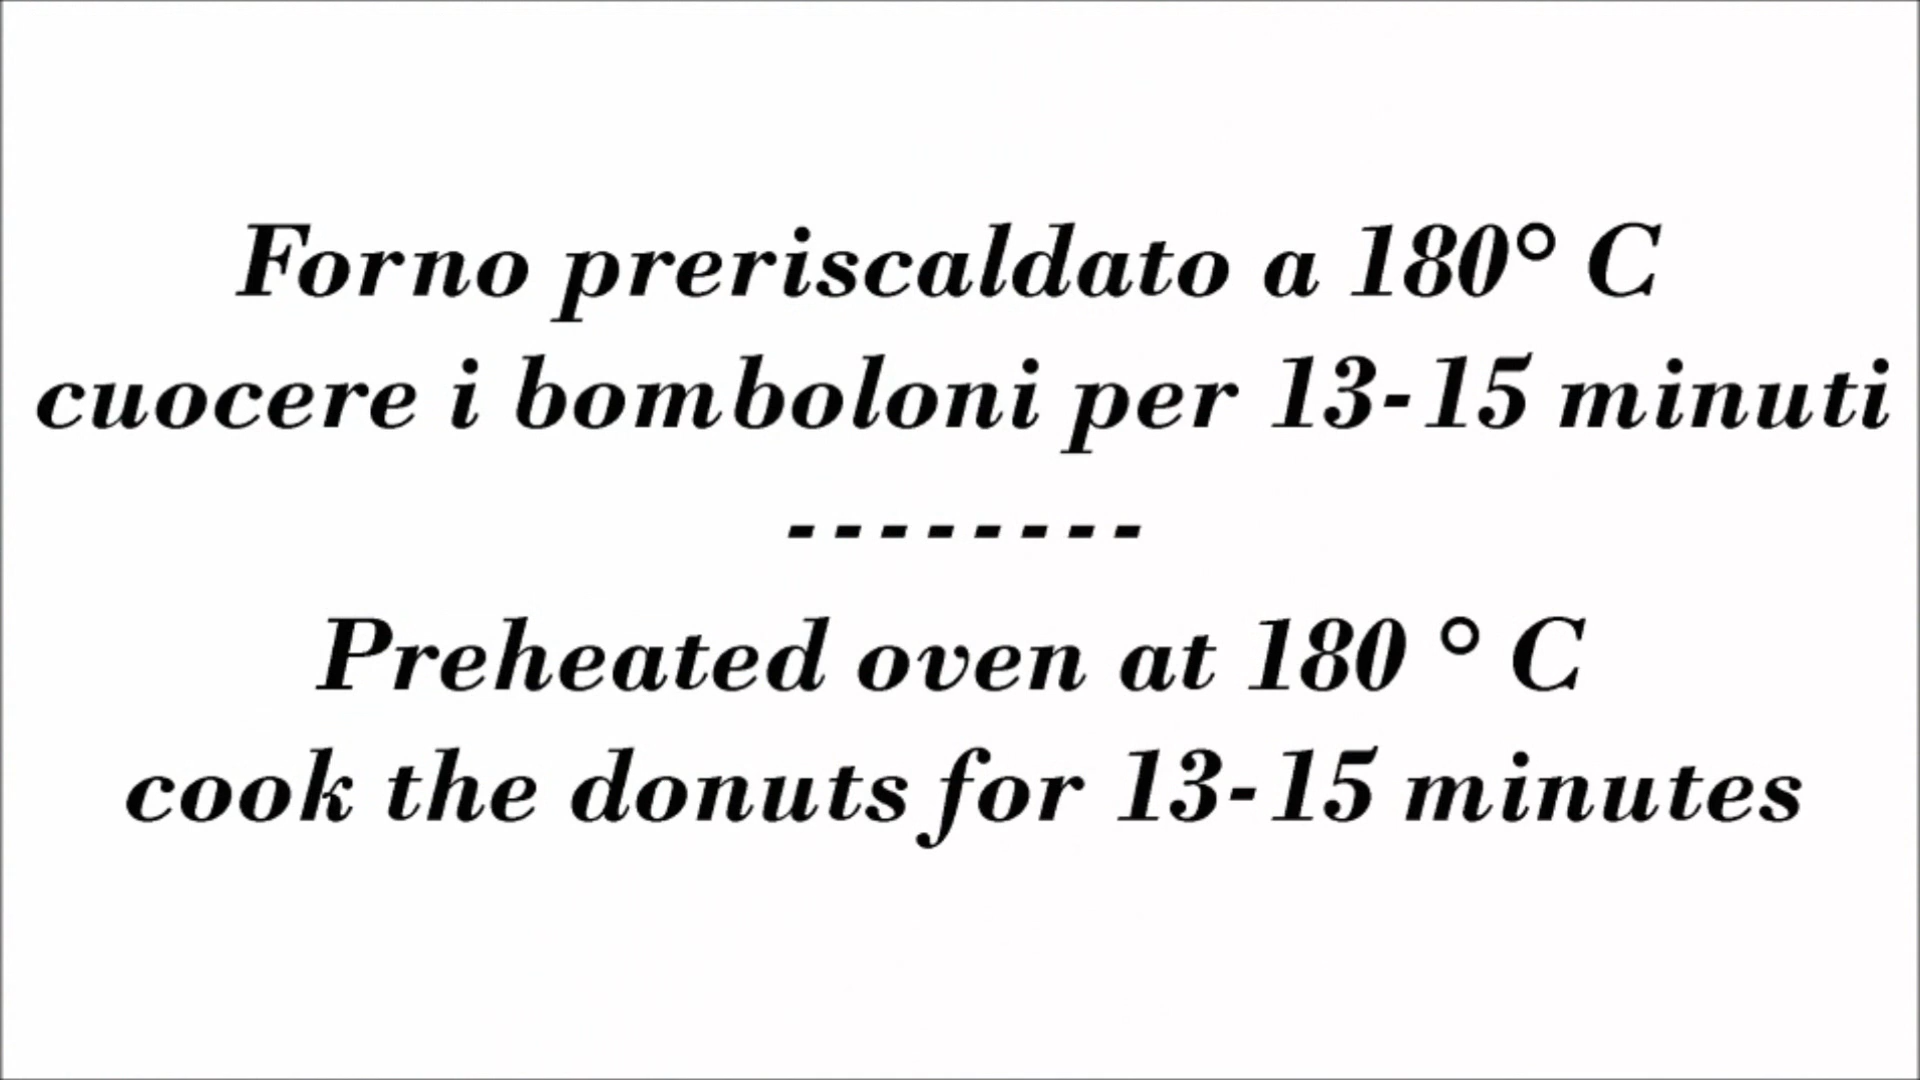 Forno preriscaldato a 180° C
cuocere i bomboloni per 13-15 minuti
--------
Preheated oven at 180 ° C
cook the donuts for 13-15 minutes